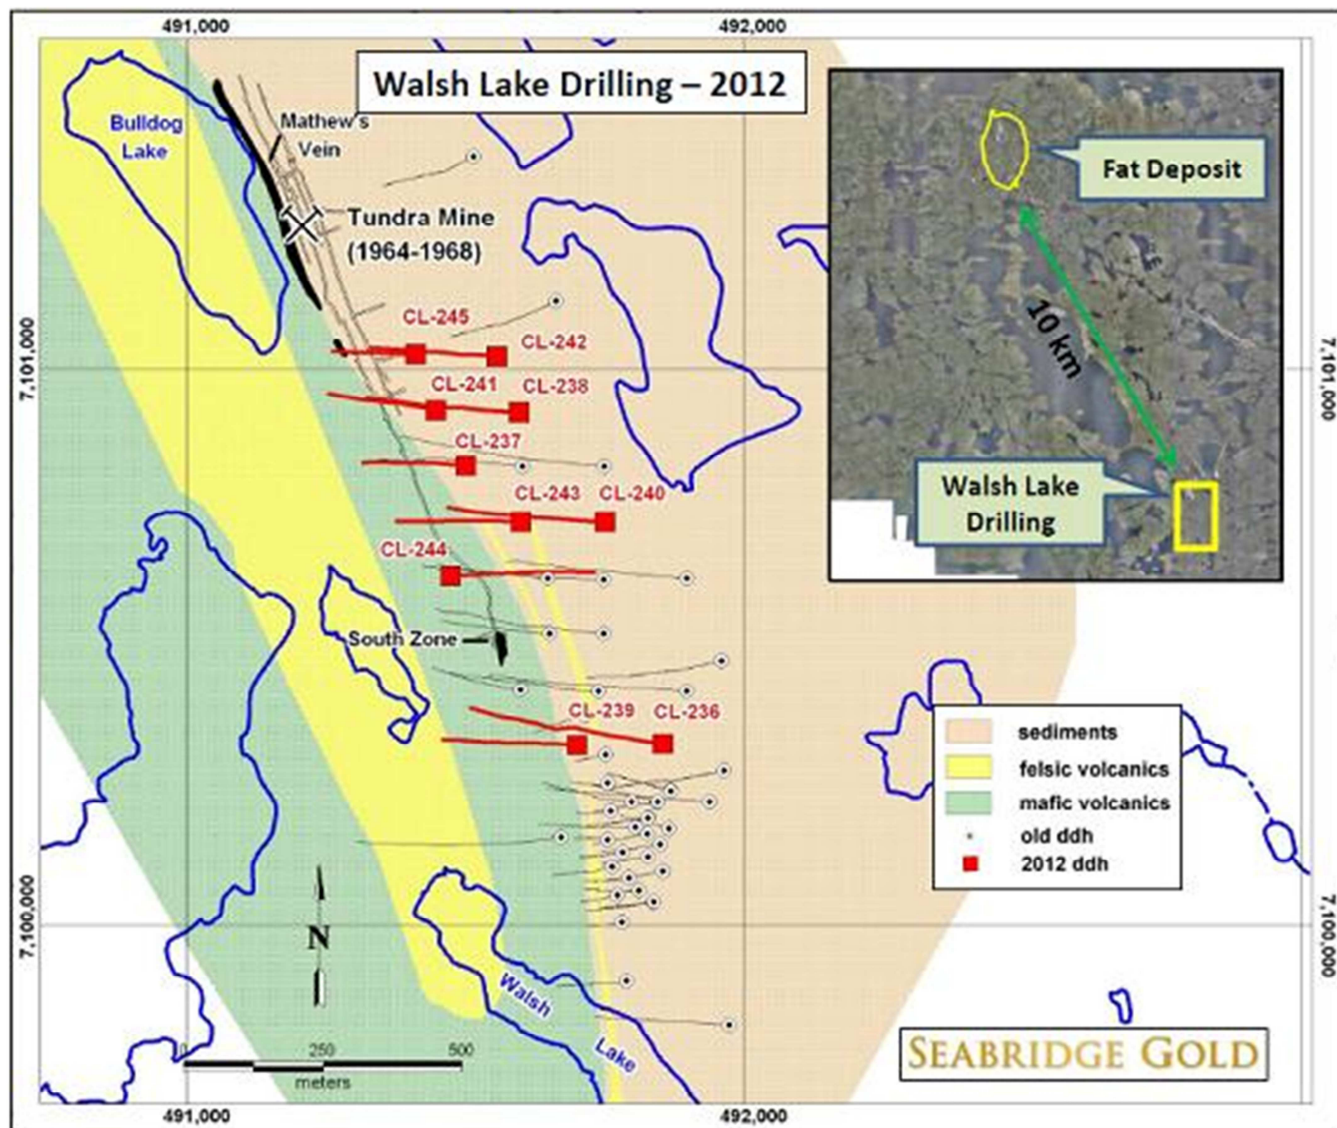 491,000
492,000
Walsh Lake Drilling – 2012
Bulldog
Lake
Mathew's
Vein
Tundra Mine
(1964-1968)
Fat Deposit
10 km
Walsh Lake
Drilling
7,101,000
7,101,000
CL-245
CL-242
CL-241
CL-238
CL-237
CL-243
CL-240
CL-244
South Zone
CL-239
CL-236
sediments
felsic volcanics
mafic volcanics
old ddh
2012 ddh
7,100,000
7,100,000
N
Walsh
Lake
0
250
500
meters
SEABRIDGE GOLD
491,000
492,000